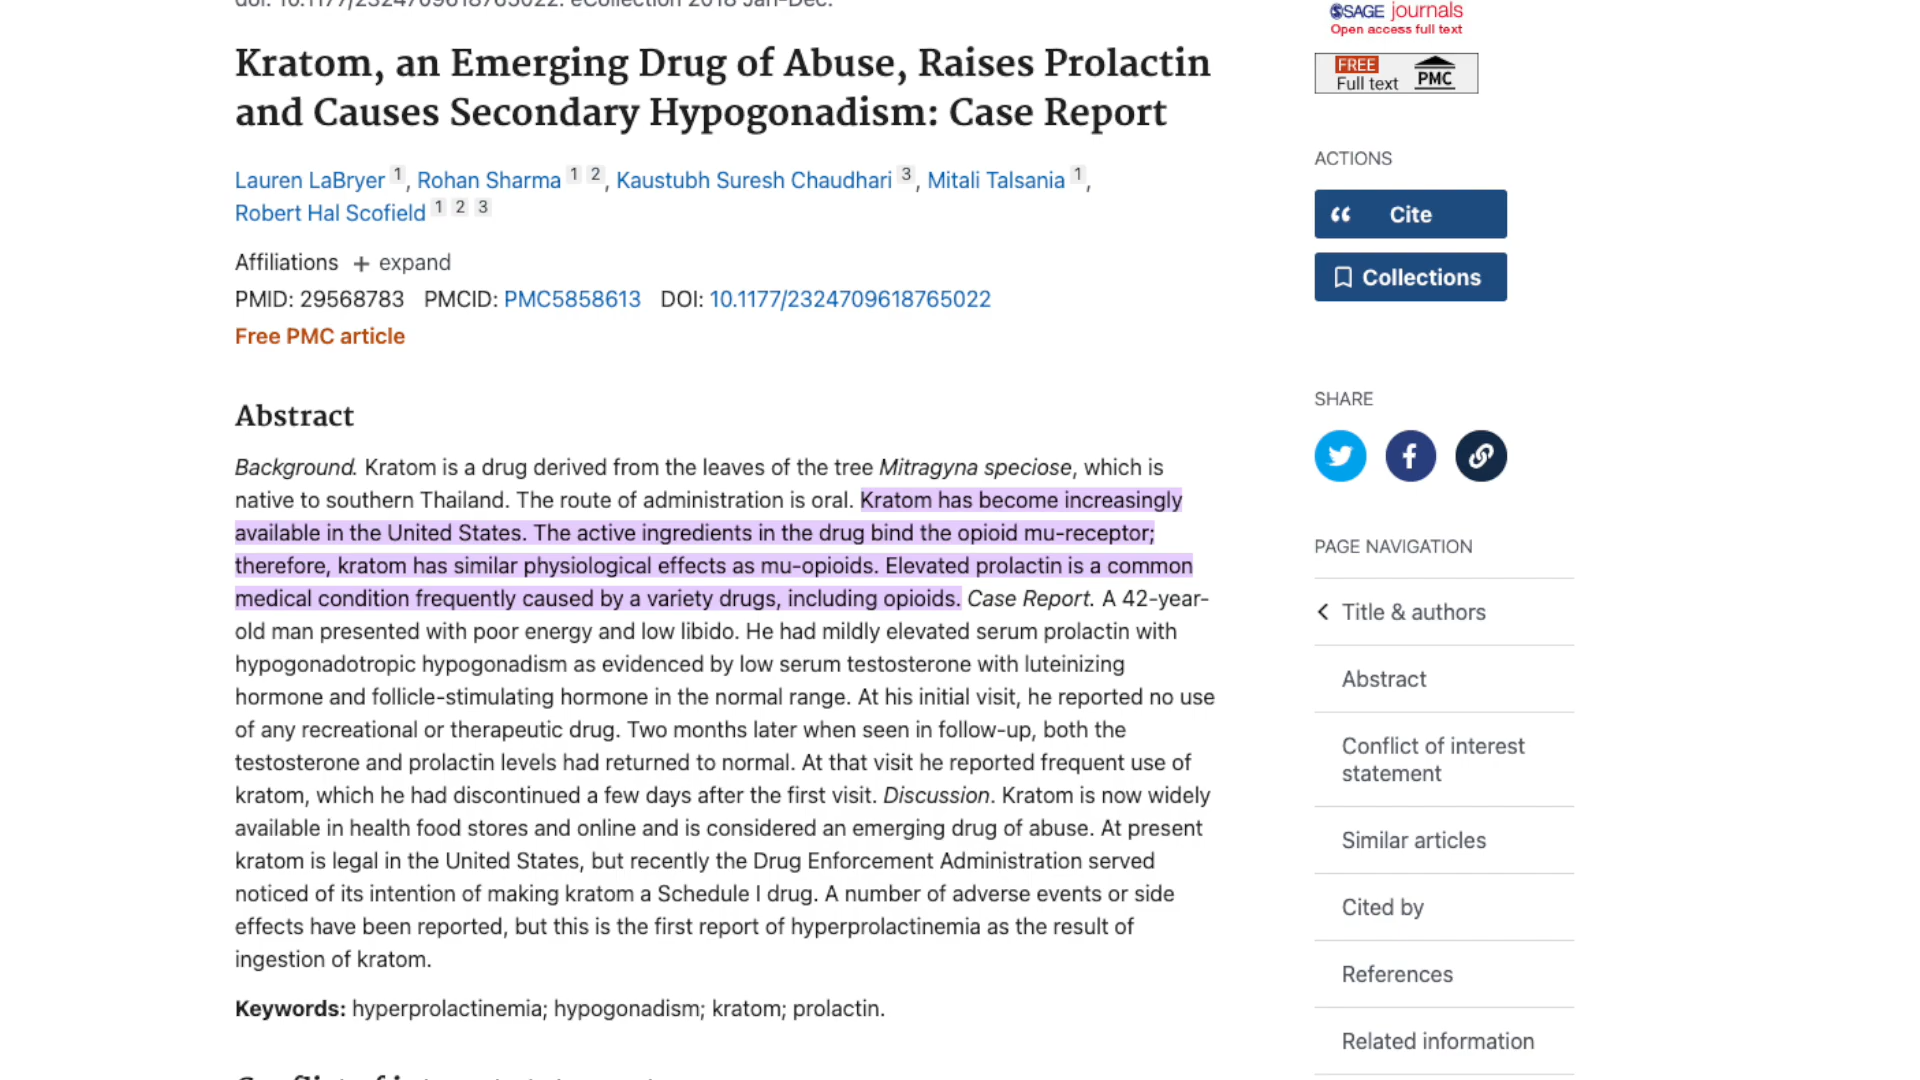 doi: 10.1177/2324709618765022. eCollection 2018 Jan-Dec.
Kratom, an Emerging Drug of Abuse, Raises Prolactin
and Causes Secondary Hypogonadism: Case Report
Lauren LaBryer 1, Rohan Sharma 1 2, Kaustubh Suresh Chaudhari 3, Mitali Talsania 1,
Robert Hal Scofield 1 2 3
Affiliations + expand
PMID: 29568783 PMCID: PMC5858613 DOI: 10.1177/2324709618765022
Free PMC article
Abstract
Background. Kratom is a drug derived from the leaves of the tree Mitragyna speciose, which is
native to southern Thailand. The route of administration is oral. Kratom has become increasingly
available in the United States. The active ingredients in the drug bind the opioid mu-receptor;
therefore, kratom has similar physiological effects as mu-opioids. Elevated prolactin is a common
medical condition frequently caused by a variety drugs, including opioids. Case Report. A 42-year-
old man presented with poor energy and low libido. He had mildly elevated serum prolactin with
hypogonadotropic hypogonadism as evidenced by low serum testosterone with luteinizing
hormone and follicle-stimulating hormone in the normal range. At his initial visit, he reported no use
of any recreational or therapeutic drug. Two months later when seen in follow-up, both the
testosterone and prolactin levels had returned to normal. At that visit he reported frequent use of
kratom, which he had discontinued a few days after the first visit. Discussion. Kratom is now widely
available in health food stores and online and is considered an emerging drug of abuse. At present
kratom is legal in the United States, but recently the Drug Enforcement Administration served
noticed of its intention of making kratom a Schedule I drug. A number of adverse events or side
effects have been reported, but this is the first report of hyperprolactinemia as the result of
ingestion of kratom.
Keywords: hyperprolactinemia; hypogonadism; kratom; prolactin.
SAGE journals
Open access full text
FREE
Full text PMC
ACTIONS
Cite
Collections
SHARE
PAGE NAVIGATION
Title & authors
Abstract
Conflict of interest
statement
Similar articles
Cited by
References
Related information